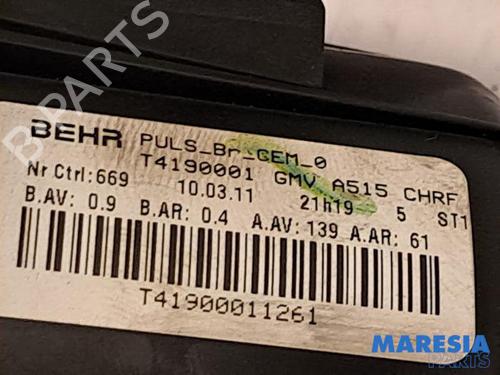 BEHR PULS_Br_CEM_0
T4190001 GMV A515 CHRF
Nr Ctrl:669 10.03.11 21h19 5 ST1
B.AV: 0.9 B.AR: 0.4 A.AV: 139 A.AR: 61
T41900011261
B-PARTS
MARESIA
PARTS